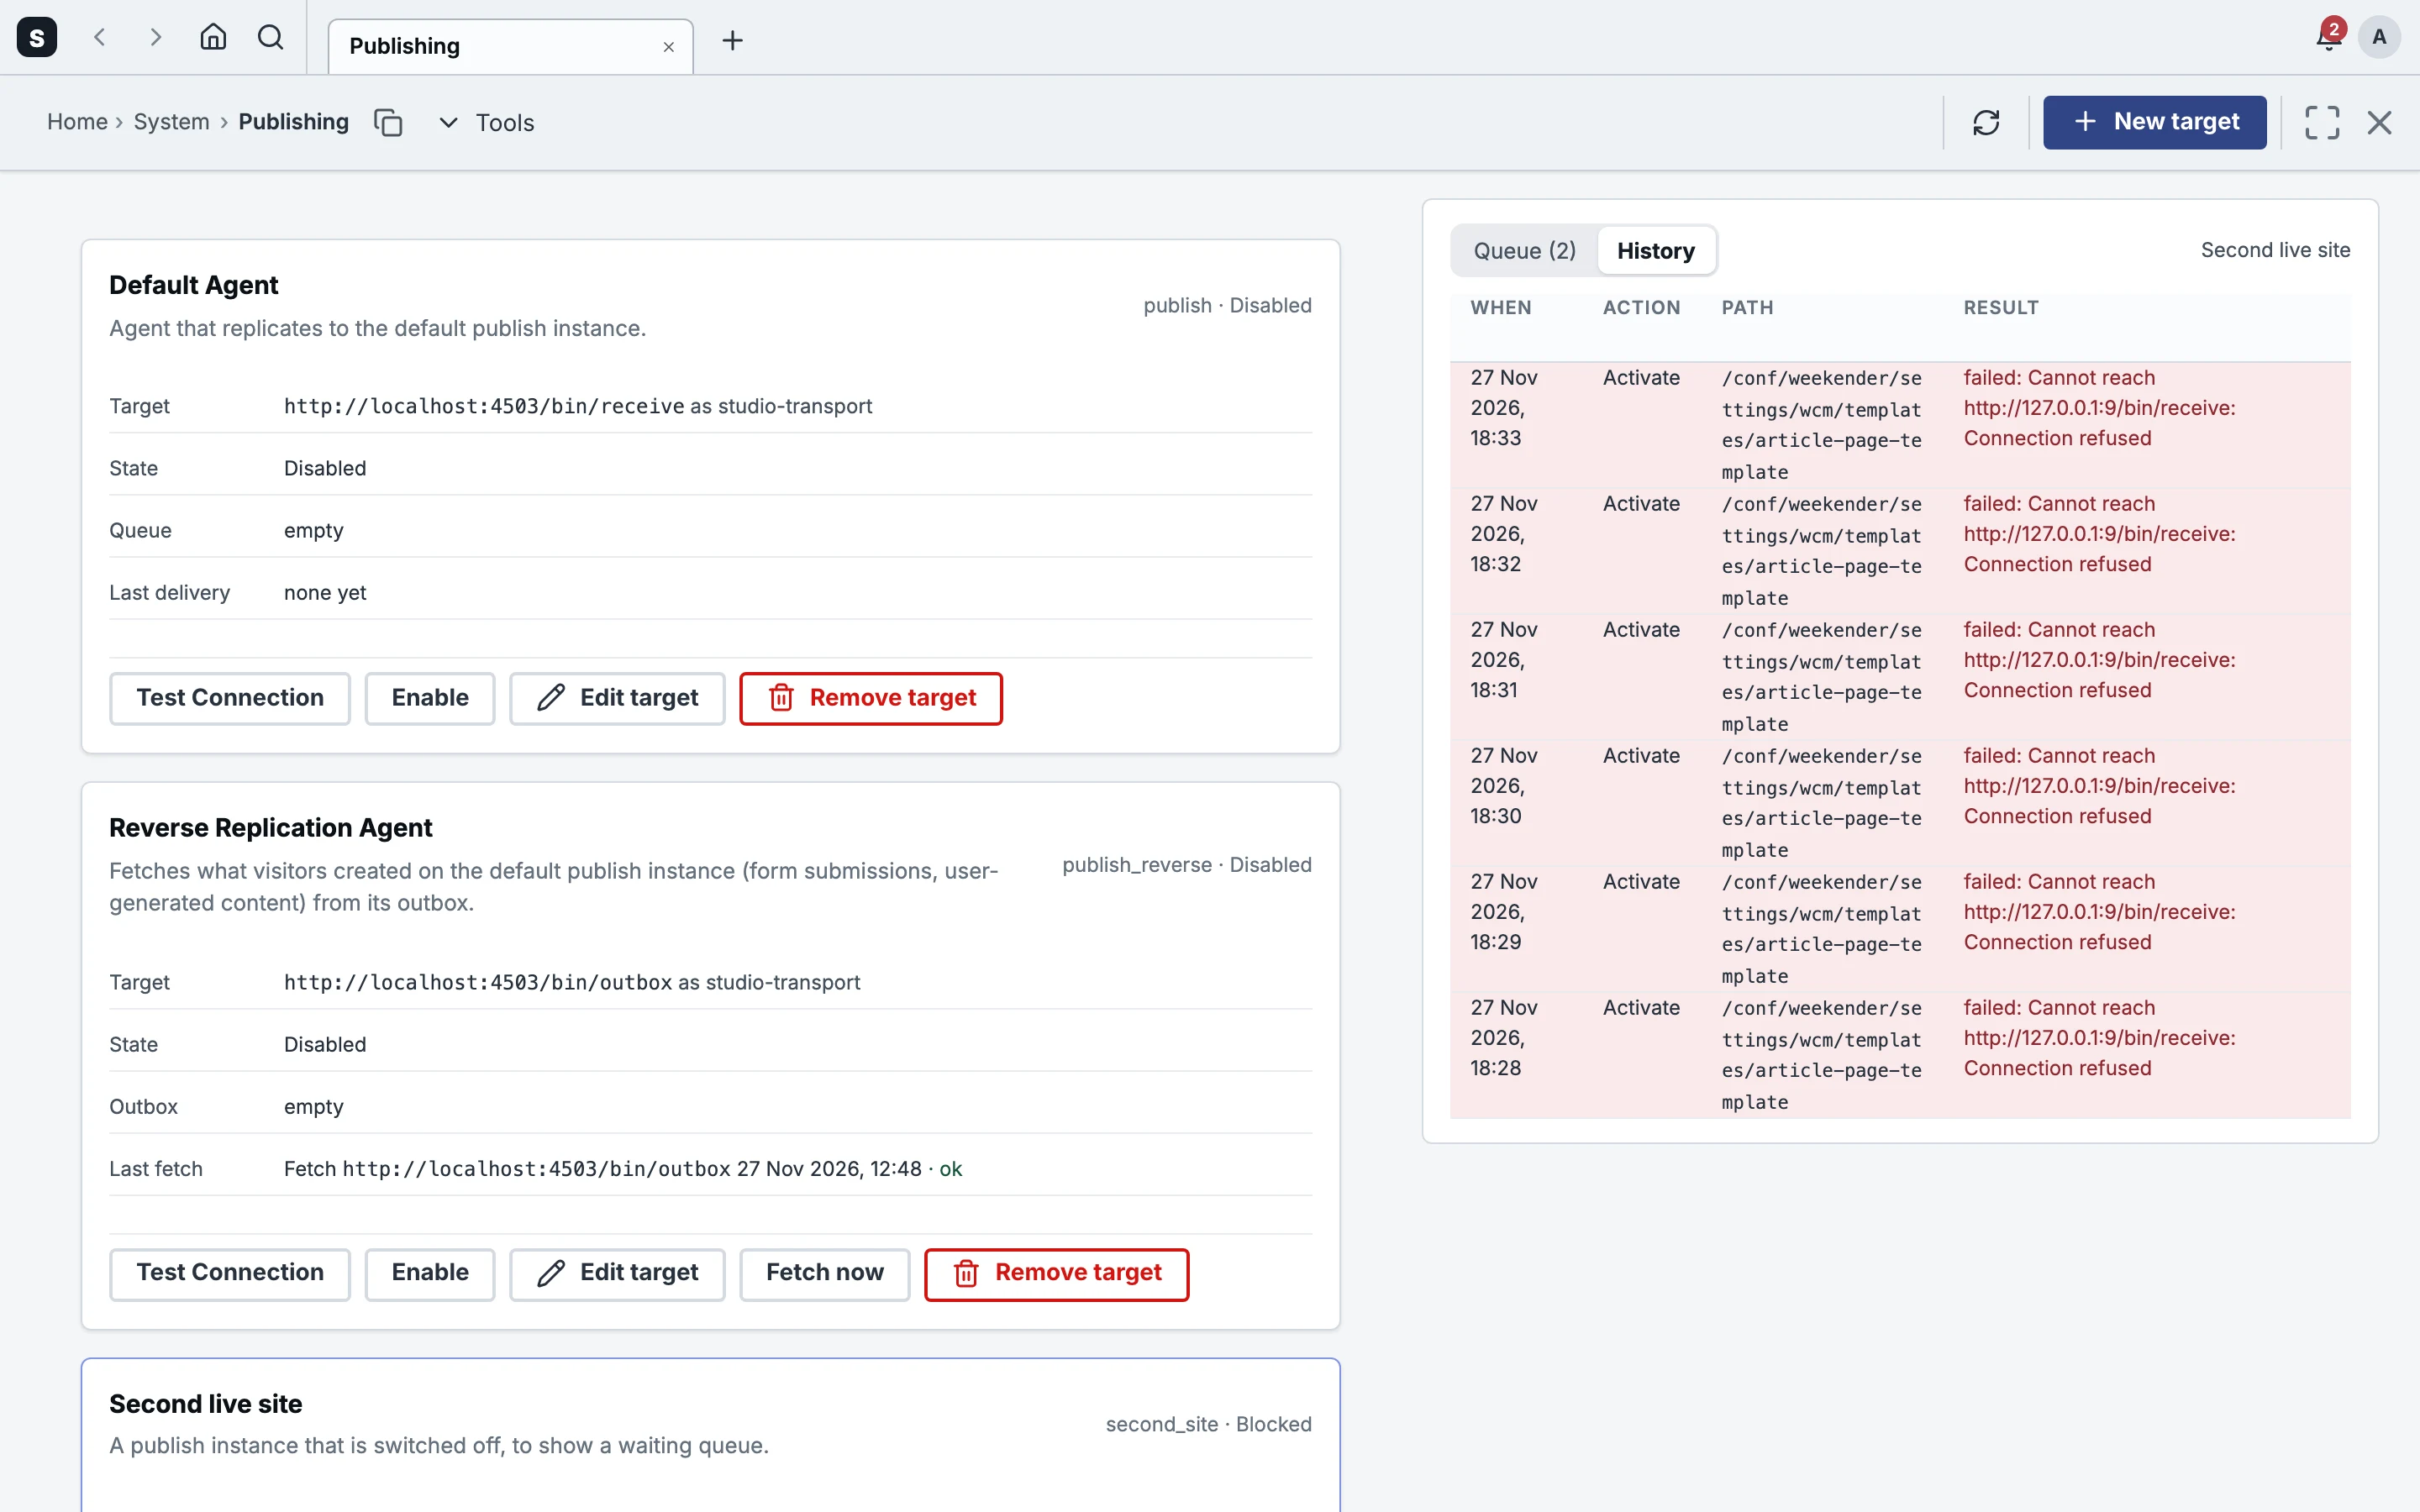 S
Publishing
2
A
Home › System › Publishing
Tools
New target
Default Agent
Agent that replicates to the default publish instance.
publish · Disabled
Target http://localhost:4503/bin/receive as studio-transport
State Disabled
Queue empty
Last delivery none yet
Test Connection
Enable
Edit target
Remove target
Reverse Replication Agent
Fetches what visitors created on the default publish instance (form submissions, user-
generated content) from its outbox.
publish_reverse · Disabled
Target http://localhost:4503/bin/outbox as studio-transport
State Disabled
Outbox empty
Last fetch Fetch http://localhost:4503/bin/outbox 27 Nov 2026, 12:48 · ok
Test Connection
Enable
Edit target
Fetch now
Remove target
Second live site
A publish instance that is switched off, to show a waiting queue.
second_site · Blocked
Queue (2)
History
Second live site
WHEN ACTION PATH RESULT
27 Nov Activate /conf/weekender/se failed: Cannot reach
2026, ttings/wcm/templat http://127.0.0.1:9/bin/receive:
18:33 es/article-page-te Connection refused
mplate
27 Nov Activate /conf/weekender/se failed: Cannot reach
2026, ttings/wcm/templat http://127.0.0.1:9/bin/receive:
18:32 es/article-page-te Connection refused
mplate
27 Nov Activate /conf/weekender/se failed: Cannot reach
2026, ttings/wcm/templat http://127.0.0.1:9/bin/receive:
18:31 es/article-page-te Connection refused
mplate
27 Nov Activate /conf/weekender/se failed: Cannot reach
2026, ttings/wcm/templat http://127.0.0.1:9/bin/receive:
18:30 es/article-page-te Connection refused
mplate
27 Nov Activate /conf/weekender/se failed: Cannot reach
2026, ttings/wcm/templat http://127.0.0.1:9/bin/receive:
18:29 es/article-page-te Connection refused
mplate
27 Nov Activate /conf/weekender/se failed: Cannot reach
2026, ttings/wcm/templat http://127.0.0.1:9/bin/receive:
18:28 es/article-page-te Connection refused
mplate